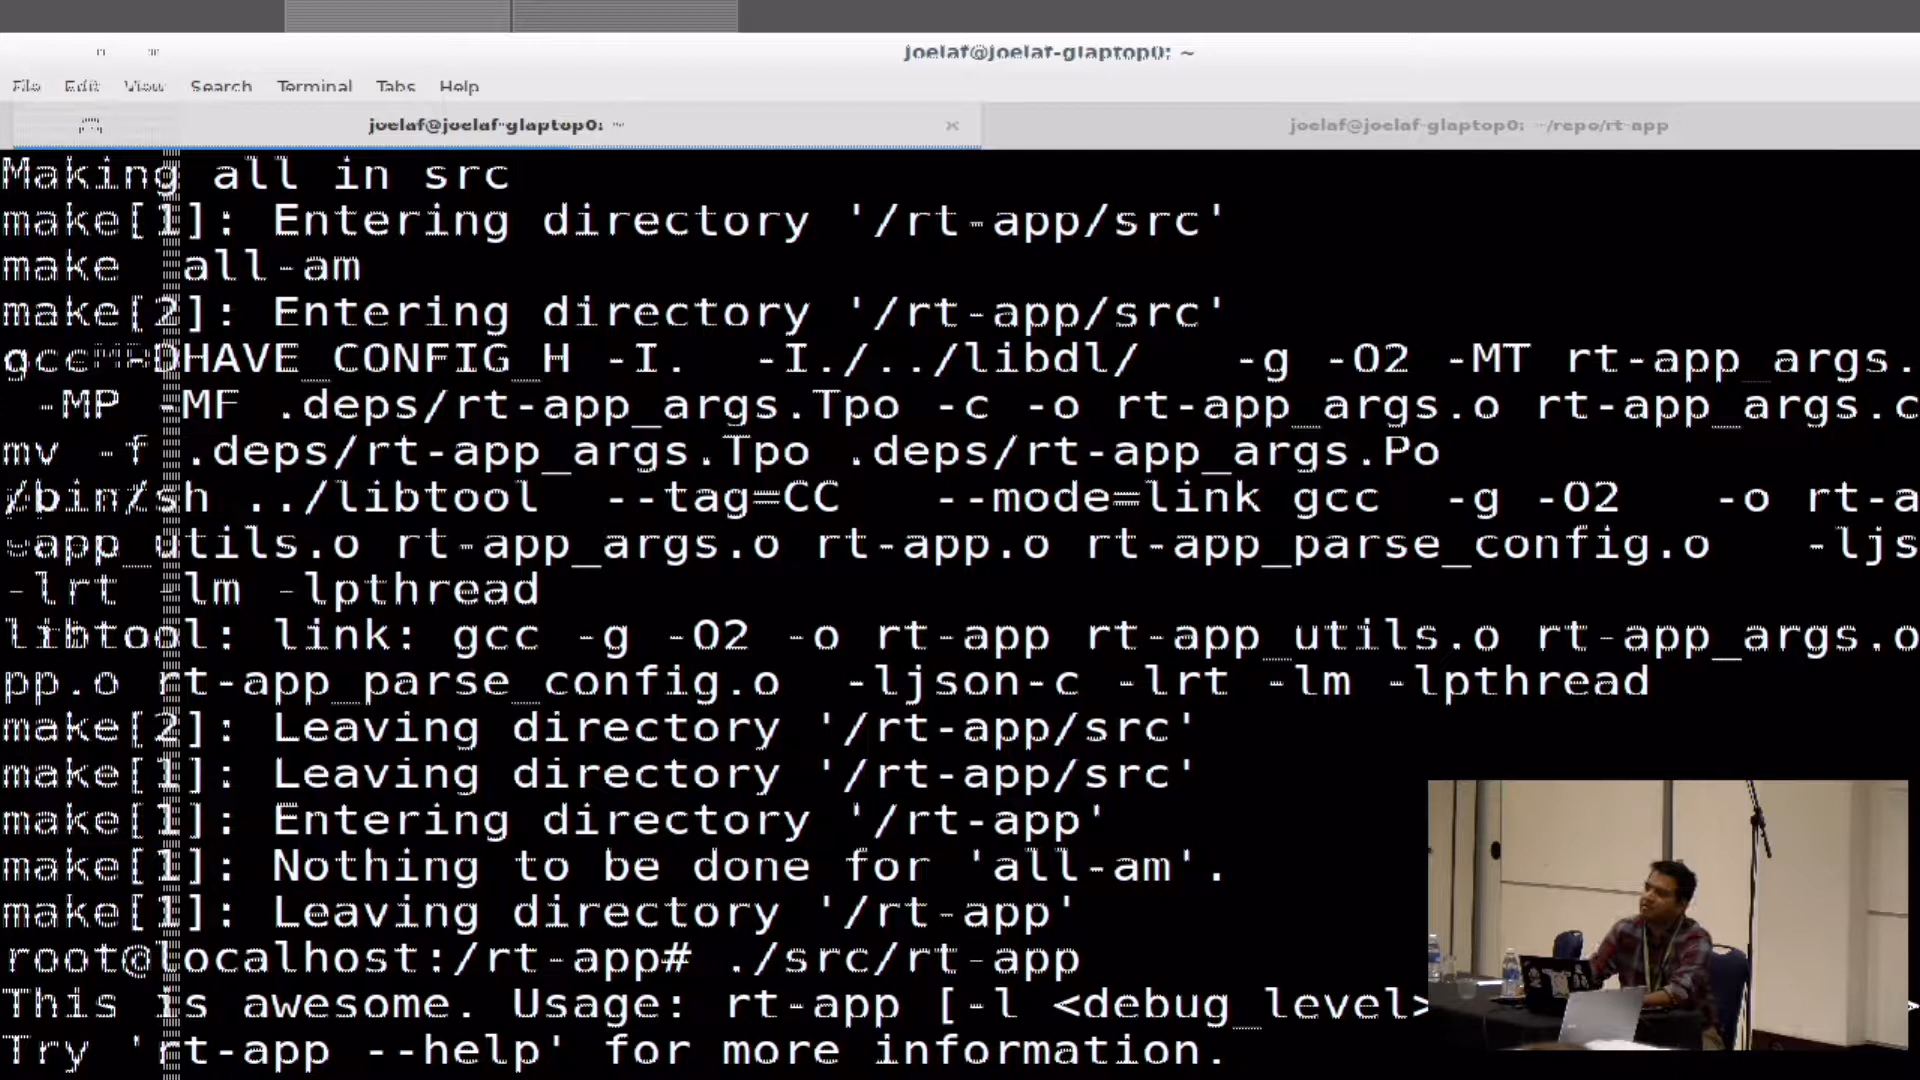 joelaf@joelaf-glaptop0: ~
File Edit View Search Terminal Tabs Help
joelaf@joelaf-glaptop0: ~ × joelaf@joelaf-glaptop0: ~/repo/rt-app
Making all in src
make[1]: Entering directory '/rt-app/src'
make  all-am
make[2]: Entering directory '/rt-app/src'
gcc -DHAVE_CONFIG_H -I.  -I./../libdl/   -g -O2 -MT rt-app_args.
 -MP -MF .deps/rt-app_args.Tpo -c -o rt-app_args.o rt-app_args.c
mv -f .deps/rt-app_args.Tpo .deps/rt-app_args.Po
/bin/sh ../libtool  --tag=CC   --mode=link gcc  -g -O2   -o rt-a
app_utils.o rt-app_args.o rt-app.o rt-app_parse_config.o   -ljs
-lrt -lm -lpthread
libtool: link: gcc -g -O2 -o rt-app rt-app_utils.o rt-app_args.o
pp.o rt-app_parse_config.o  -ljson-c -lrt -lm -lpthread
make[2]: Leaving directory '/rt-app/src'
make[1]: Leaving directory '/rt-app/src'
make[1]: Entering directory '/rt-app'
make[1]: Nothing to be done for 'all-am'.
make[1]: Leaving directory '/rt-app'
root@localhost:/rt-app# ./src/rt-app
This is awesome. Usage: rt-app [-l <debug_level>
Try 'rt-app --help' for more information.